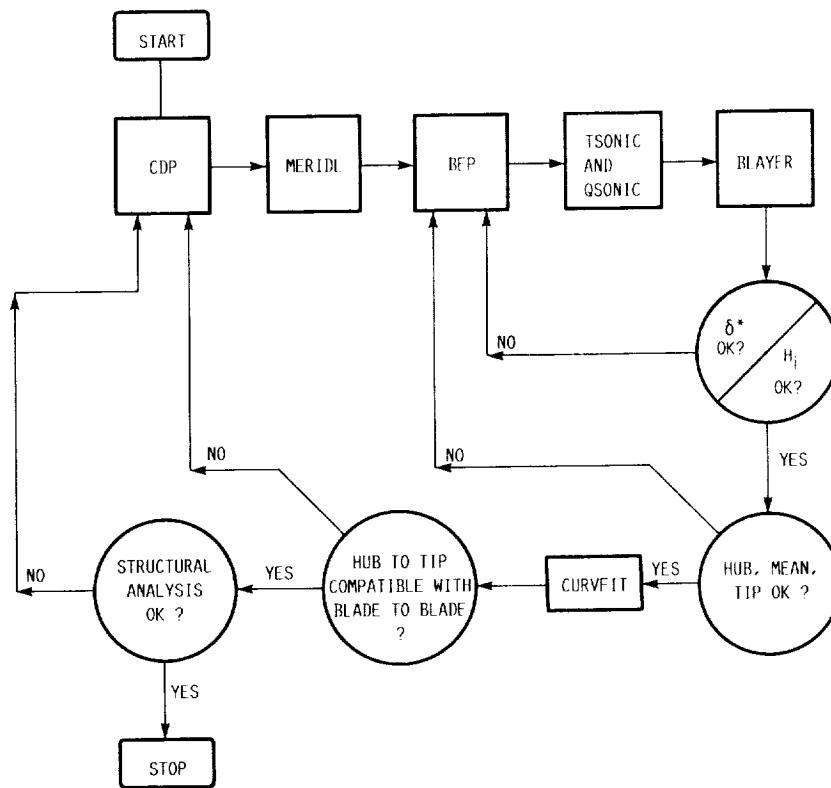 START
CDP
MERIDL
BEP
TSONIC
AND
QSONIC
BLAYER
δ*
OK?
Hᵢ
OK?
NO
YES
NO
NO
STRUCTURAL
ANALYSIS
OK ?
NO
YES
HUB TO TIP
COMPATIBLE WITH
BLADE TO BLADE
?
CURVFIT
YES
HUB, MEAN,
TIP OK ?
YES
STOP